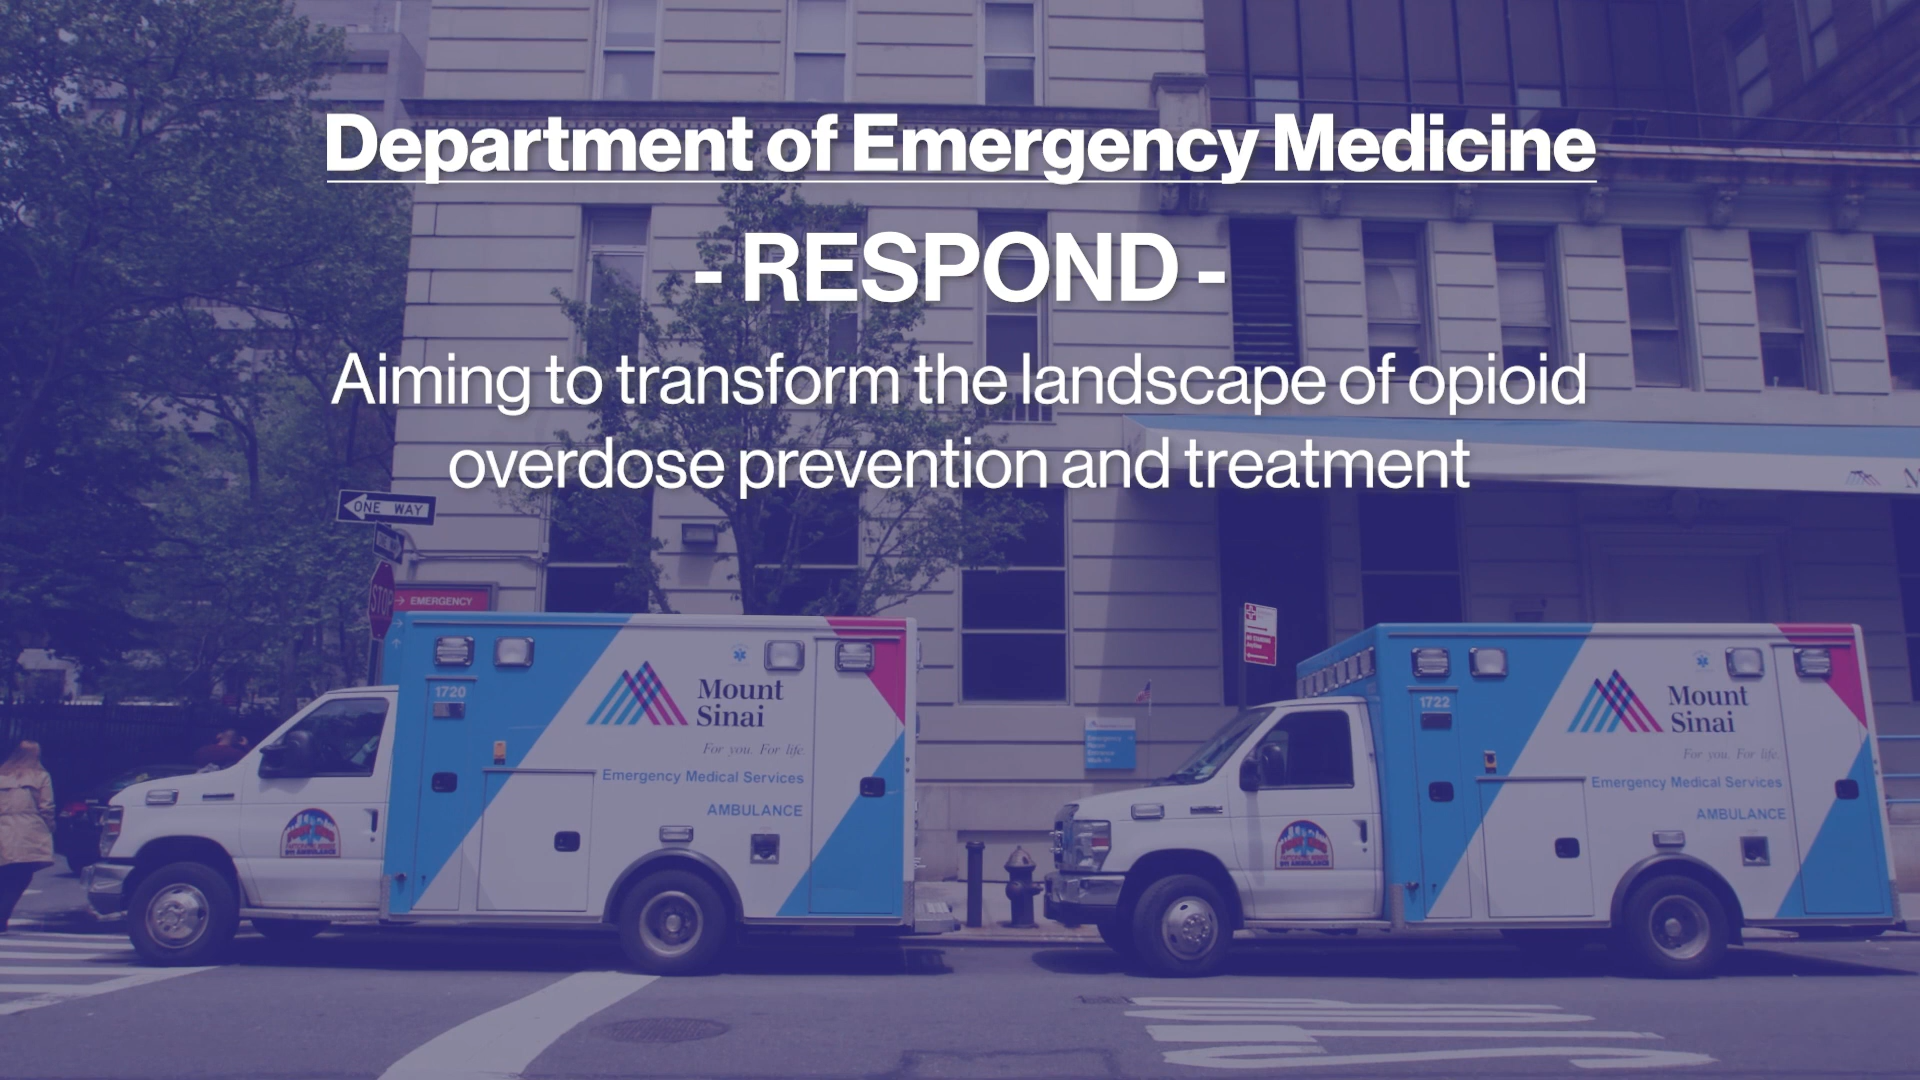 Department of Emergency Medicine
- RESPOND -
Aiming to transform the landscape of opioid
overdose prevention and treatment
ONE WAY
STOP
EMERGENCY
1720
Mount
Sinai
For you. For life.
Emergency Medical Services
AMBULANCE
1722
Mount
Sinai
For you. For life.
Emergency Medical Services
AMBULANCE